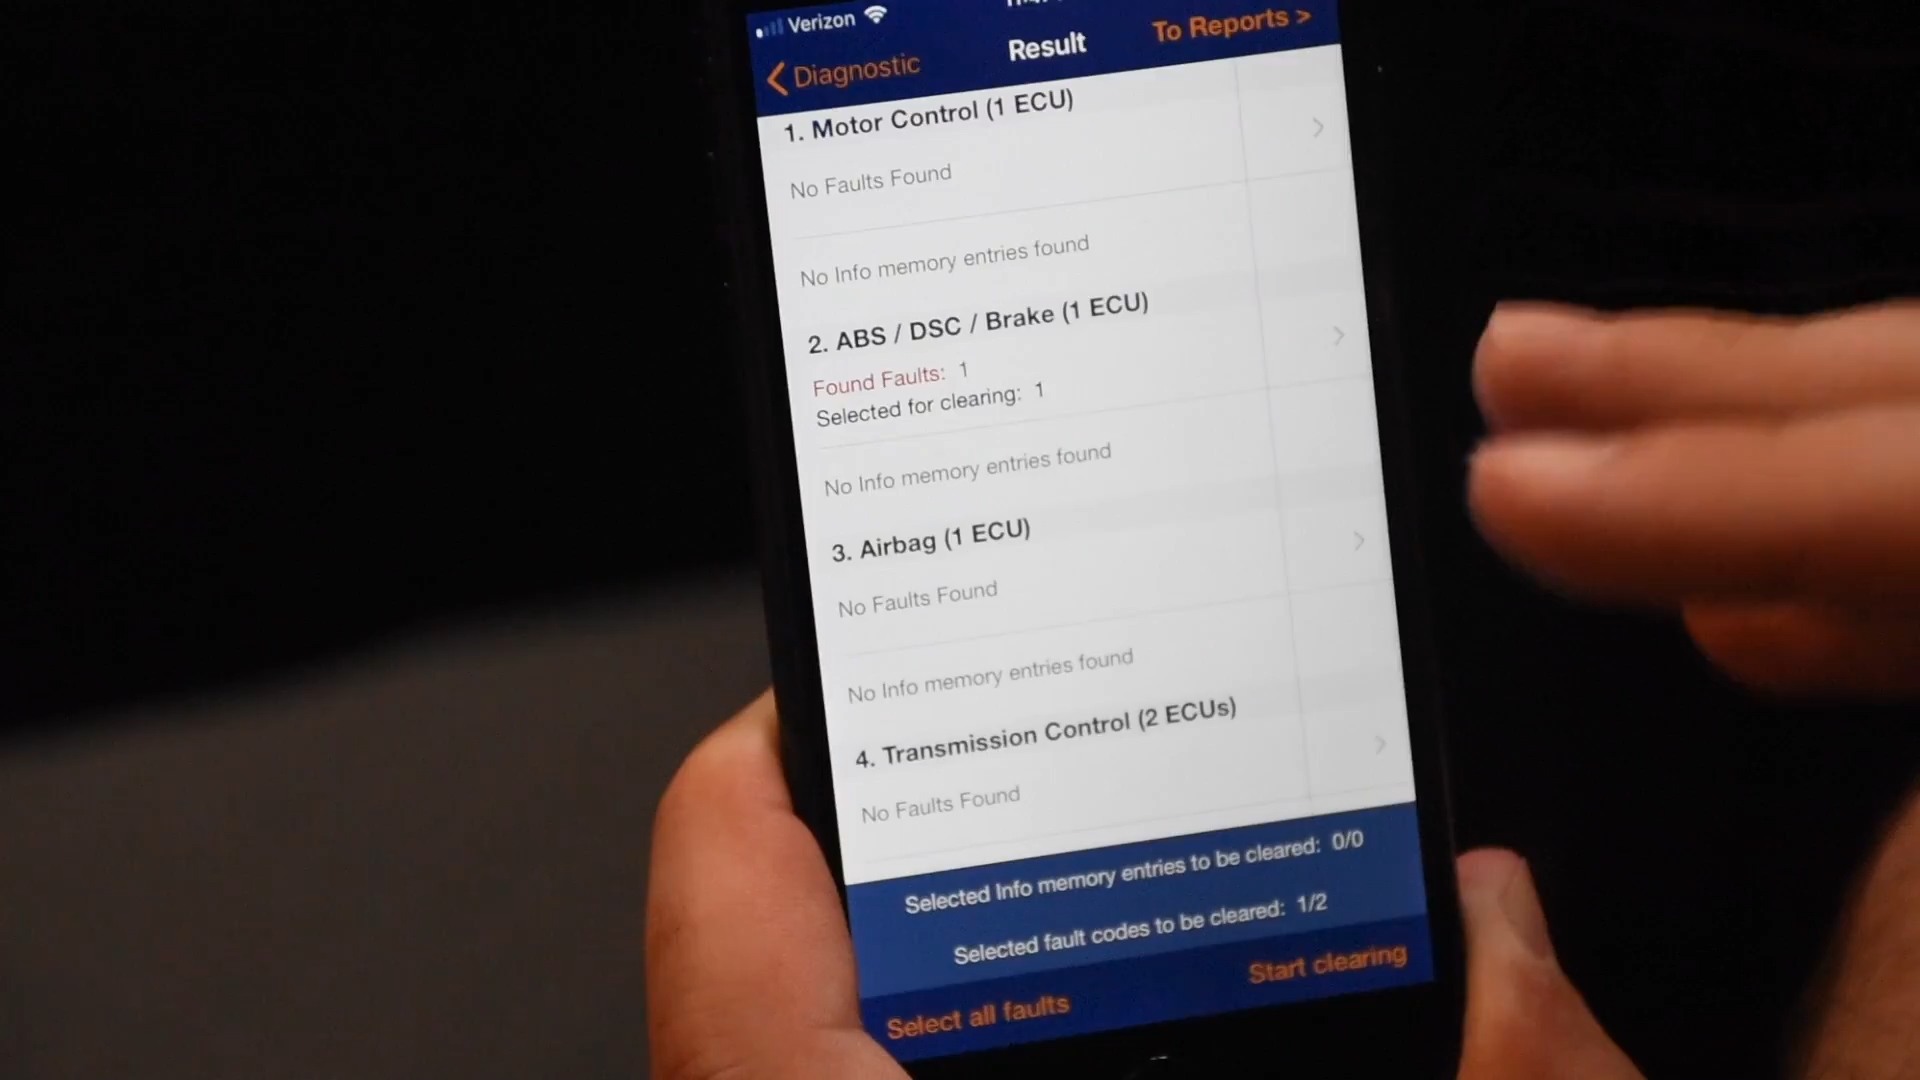 Verizon
Diagnostic
Result
To Reports >
1. Motor Control (1 ECU)
No Faults Found
No Info memory entries found
2. ABS / DSC / Brake (1 ECU)
Found Faults: 1
Selected for clearing: 1
No Info memory entries found
3. Airbag (1 ECU)
No Faults Found
No Info memory entries found
4. Transmission Control (2 ECUs)
No Faults Found
Selected Info memory entries to be cleared: 0/0
Selected fault codes to be cleared: 1/2
Select all faults
Start clearing